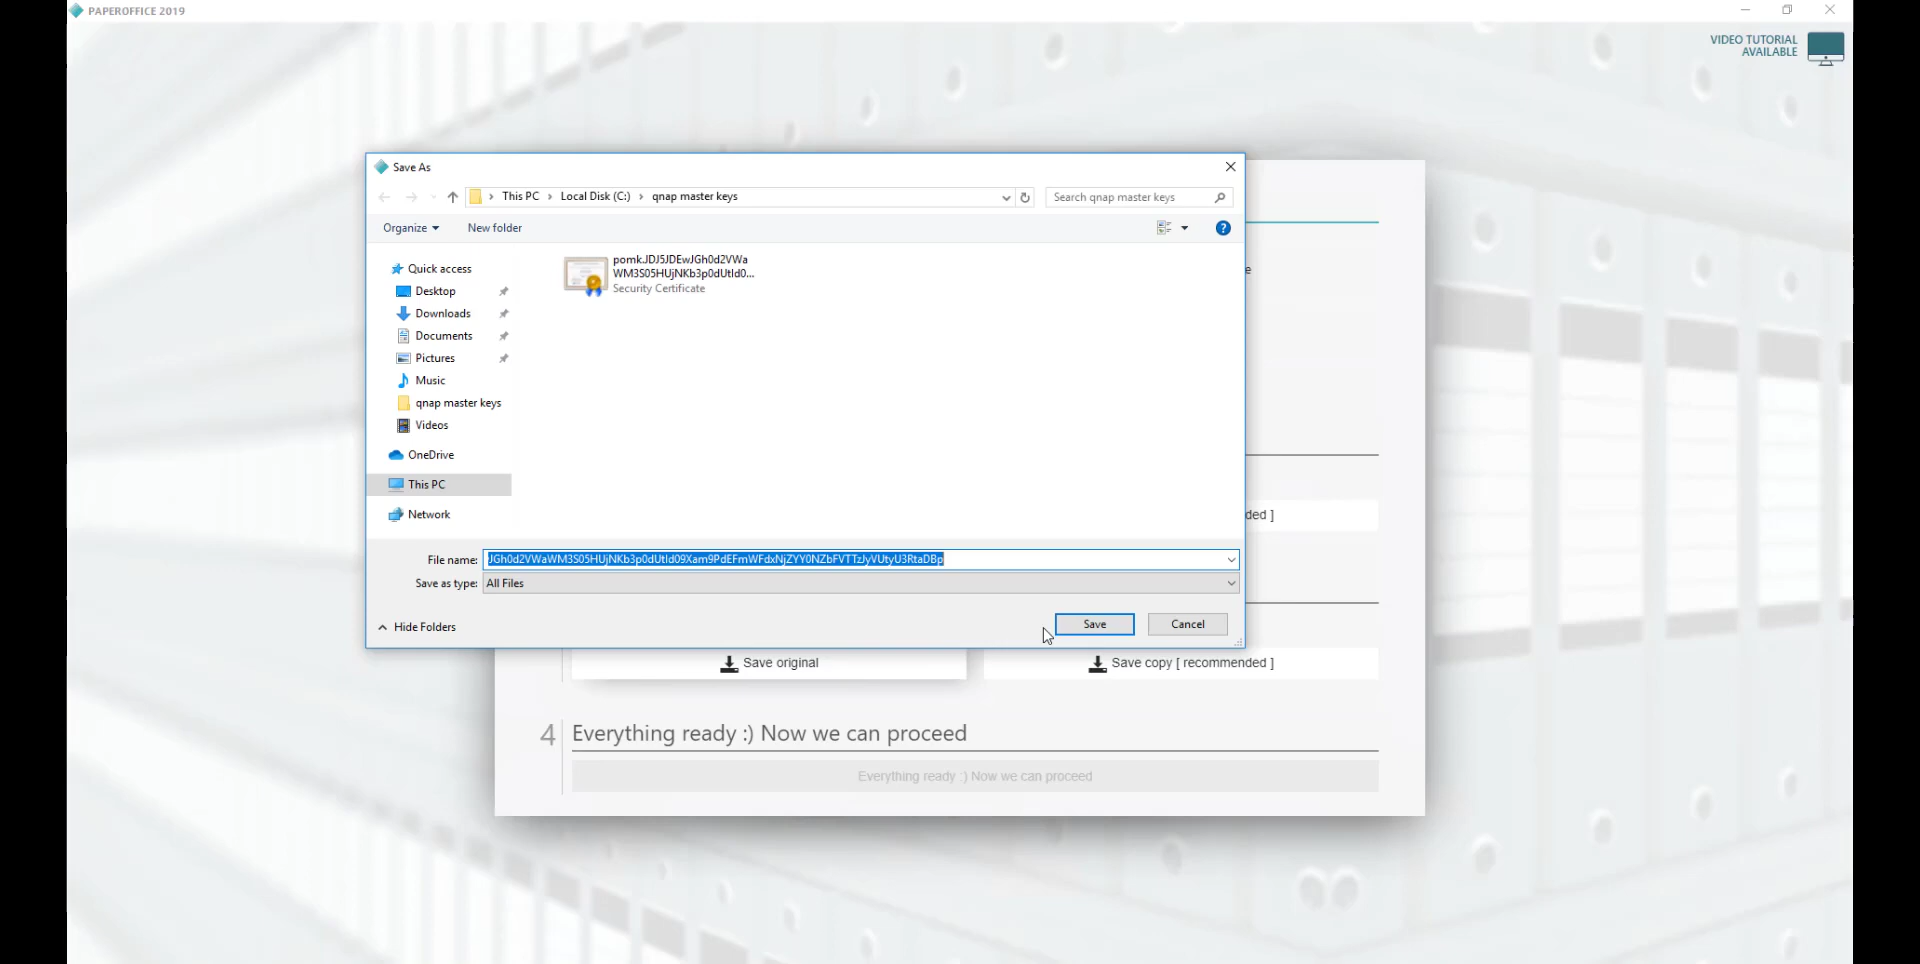 PAPEROFFICE 2019
VIDEO TUTORIAL
AVAILABLE
Save As
This PC › Local Disk (C:) › qnap master keys
Search qnap master keys
Organize
New folder
?
Quick access
Desktop
Downloads
Documents
Pictures
Music
qnap master keys
Videos
OneDrive
This PC
Network
pomk.JDJ5JDEwJGh0d2VWa
WM3S05HUjNKb3p0dUtId0...
Security Certificate
e
ded ]
File name: JGh0d2VWaWM3S05HUjNKb3p0dUtId09Xam9PdEFmWFdxNjZYY0NZbFVTTzJyVUtyU3RtaDBp
Save as type: All Files
Hide Folders
Save
Cancel
Save original
Save copy [ recommended ]
4 Everything ready :) Now we can proceed
Everything ready :) Now we can proceed